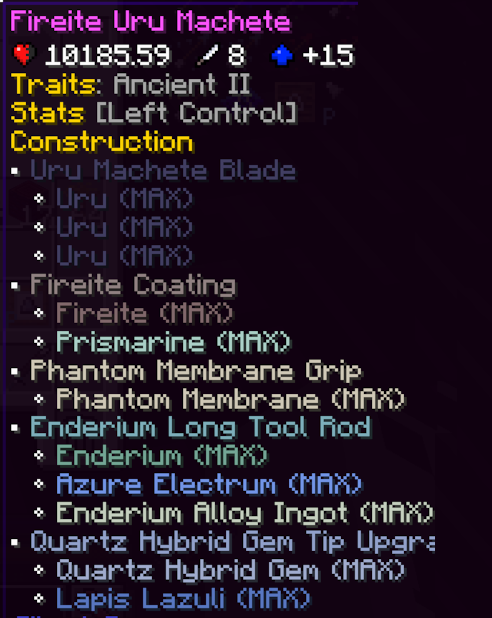 Fireite Uru Machete
10185.59 8 +15
Traits: Ancient II
Stats [Left Control]
Construction
Uru Machete Blade
Uru (MAX)
Uru (MAX)
Uru (MAX)
Fireite Coating
Fireite (MAX)
Prismarine (MAX)
Phantom Membrane Grip
Phantom Membrane (MAX)
Enderium Long Tool Rod
Enderium (MAX)
Azure Electrum (MAX)
Enderium Alloy Ingot (MAX)
Quartz Hybrid Gem Tip Upgra
Quartz Hybrid Gem (MAX)
Lapis Lazuli (MAX)